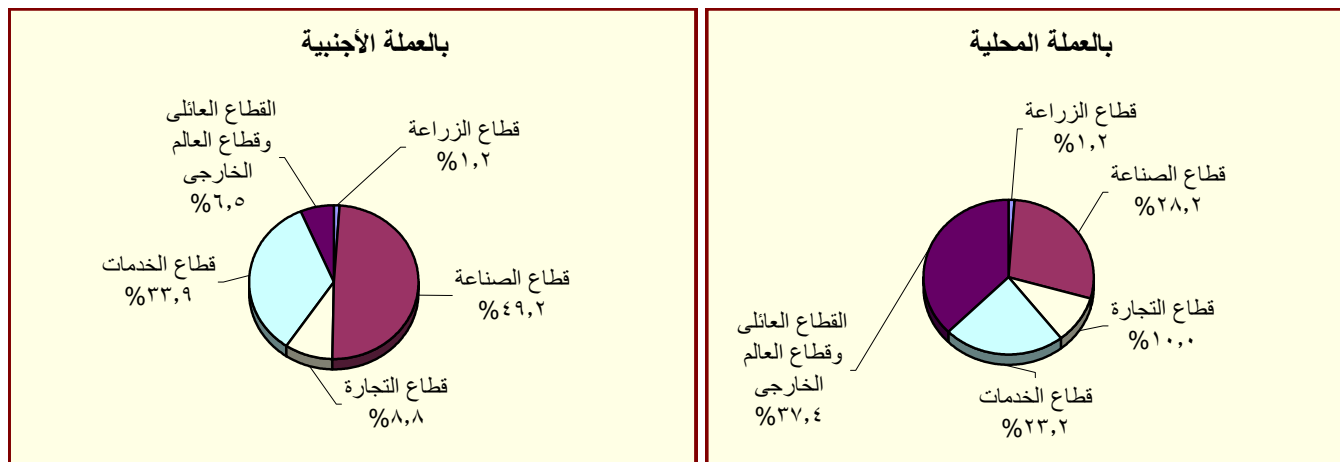 بالعملة المحلية
قطاع الزراعة
%١,٢
قطاع الصناعة
%٢٨,٢
قطاع التجارة
%١٠,٠
قطاع الخدمات
%٢٣,٢
القطاع العائلى
وقطاع العالم
الخارجى
%٣٧,٤
بالعملة الأجنبية
قطاع الزراعة
%١,٢
قطاع الصناعة
%٤٩,٢
قطاع التجارة
%٨,٨
قطاع الخدمات
%٣٣,٩
القطاع العائلى
وقطاع العالم
الخارجى
%٦,٥